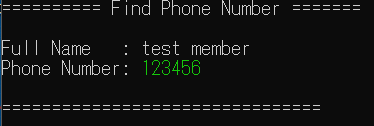 ========== Find Phone Number =======
Full Name   : test member
Phone Number: 123456
================================